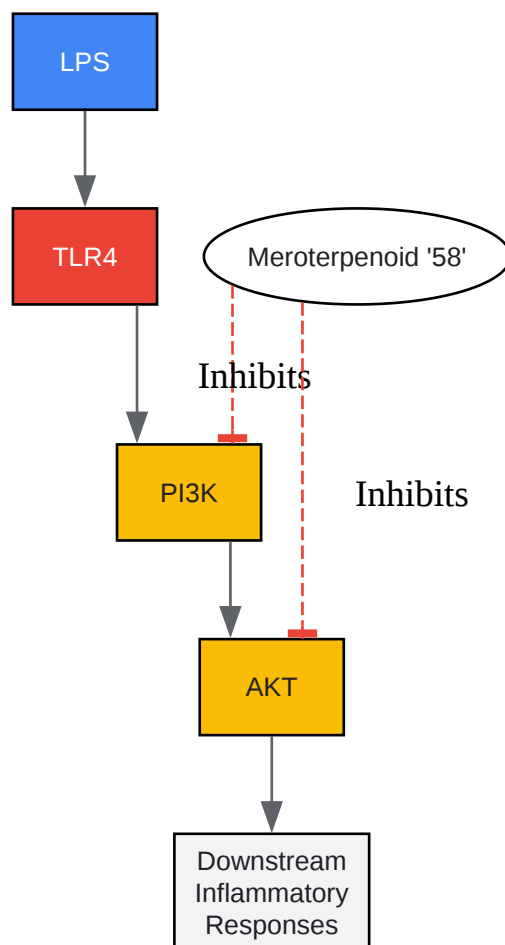 LPS
TLR4
Meroterpenoid '58'
Inhibits
PI3K
Inhibits
AKT
Downstream
Inflammatory
Responses